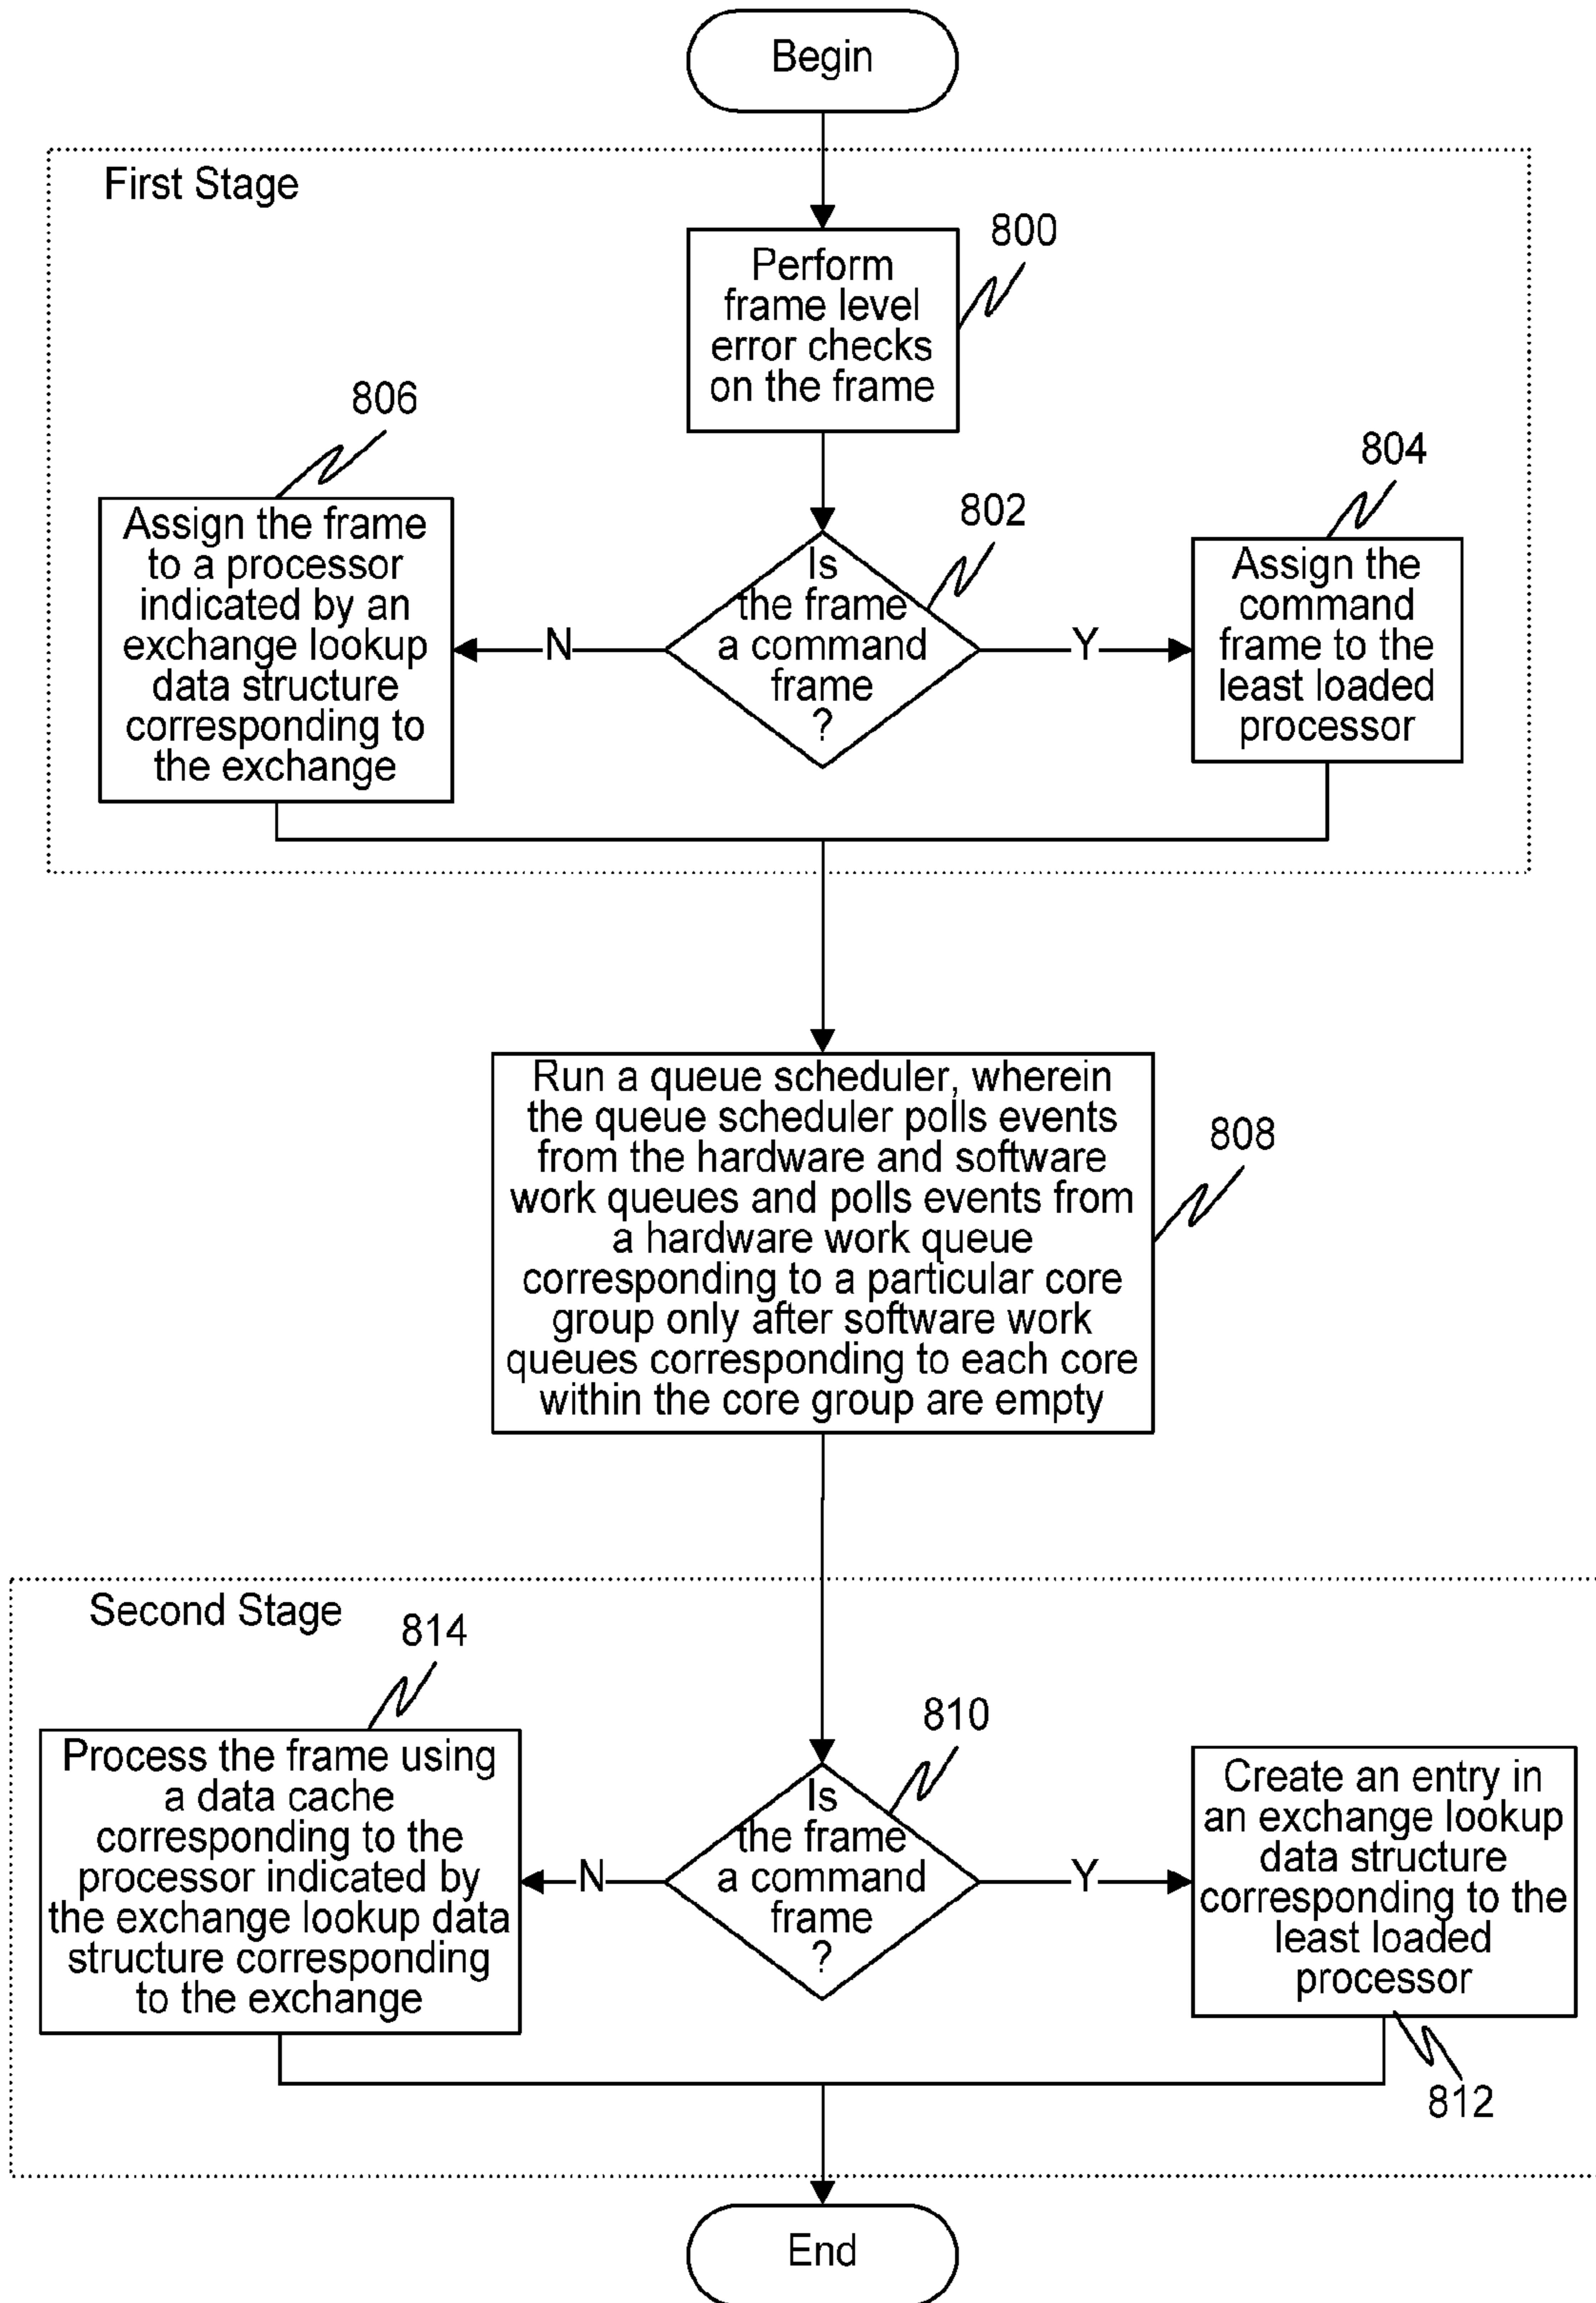 Begin
First Stage
800
Perform
frame level
error checks
on the frame
806
Assign the frame
to a processor
indicated by an
exchange lookup
data structure
corresponding to
the exchange
802
Is
the frame
a command
frame
?
N
Y
804
Assign the
command
frame to the
least loaded
processor
808
Run a queue scheduler, wherein
the queue scheduler polls events
from the hardware and software
work queues and polls events from
a hardware work queue
corresponding to a particular core
group only after software work
queues corresponding to each core
within the core group are empty
Second Stage
814
Process the frame using
a data cache
corresponding to the
processor indicated by
the exchange lookup data
structure corresponding
to the exchange
810
Is
the frame
a command
frame
?
N
Y
Create an entry in
an exchange lookup
data structure
corresponding to the
least loaded
processor
812
End